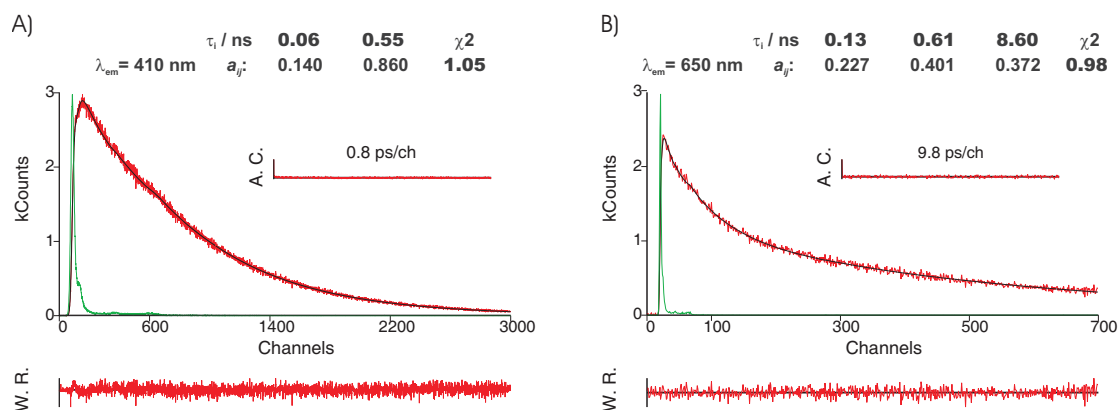 A)
τi / ns 0.06 0.55 χ2
λem= 410 nm aij: 0.140 0.860 1.05
3
2
1
0
kCounts
A. C.
0.8 ps/ch
0 600 1400 2200 3000
Channels
W. R.
B)
τi / ns 0.13 0.61 8.60 χ2
λem= 650 nm aij: 0.227 0.401 0.372 0.98
3
2
1
0
kCounts
A. C.
9.8 ps/ch
0 100 300 500 700
Channels
W. R.